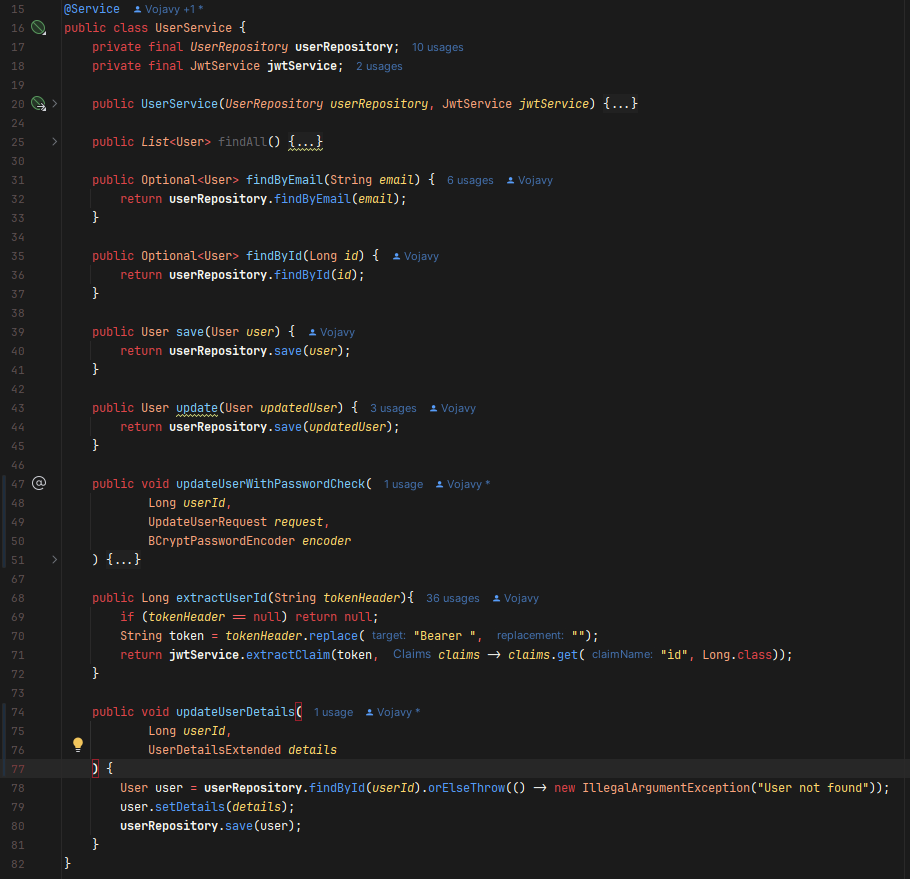 15 @Service Vojavy +1 *
16 public class UserService {
17 private final UserRepository userRepository; 10 usages
18 private final JwtService jwtService; 2 usages
19
20 public UserService(UserRepository userRepository, JwtService jwtService) {...}
24
25 public List<User> findAll() {...}
30
31 public Optional<User> findByEmail(String email) { 6 usages Vojavy
32 return userRepository.findByEmail(email);
33 }
34
35 public Optional<User> findById(Long id) { Vojavy
36 return userRepository.findById(id);
37 }
38
39 public User save(User user) { Vojavy
40 return userRepository.save(user);
41 }
42
43 public User update(User updatedUser) { 3 usages Vojavy
44 return userRepository.save(updatedUser);
45 }
46
47 @ public void updateUserWithPasswordCheck( 1 usage Vojavy *
48 Long userId,
49 UpdateUserRequest request,
50 BCryptPasswordEncoder encoder
51 ) {...}
67
68 public Long extractUserId(String tokenHeader){ 36 usages Vojavy
69 if (tokenHeader == null) return null;
70 String token = tokenHeader.replace( target: "Bearer ", replacement: "");
71 return jwtService.extractClaim(token, Claims claims -> claims.get( claimName: "id", Long.class));
72 }
73
74 public void updateUserDetails( 1 usage Vojavy *
75 Long userId,
76 UserDetailsExtended details
77 ) {
78 User user = userRepository.findById(userId).orElseThrow(() -> new IllegalArgumentException("User not found"));
79 user.setDetails(details);
80 userRepository.save(user);
81 }
82 }